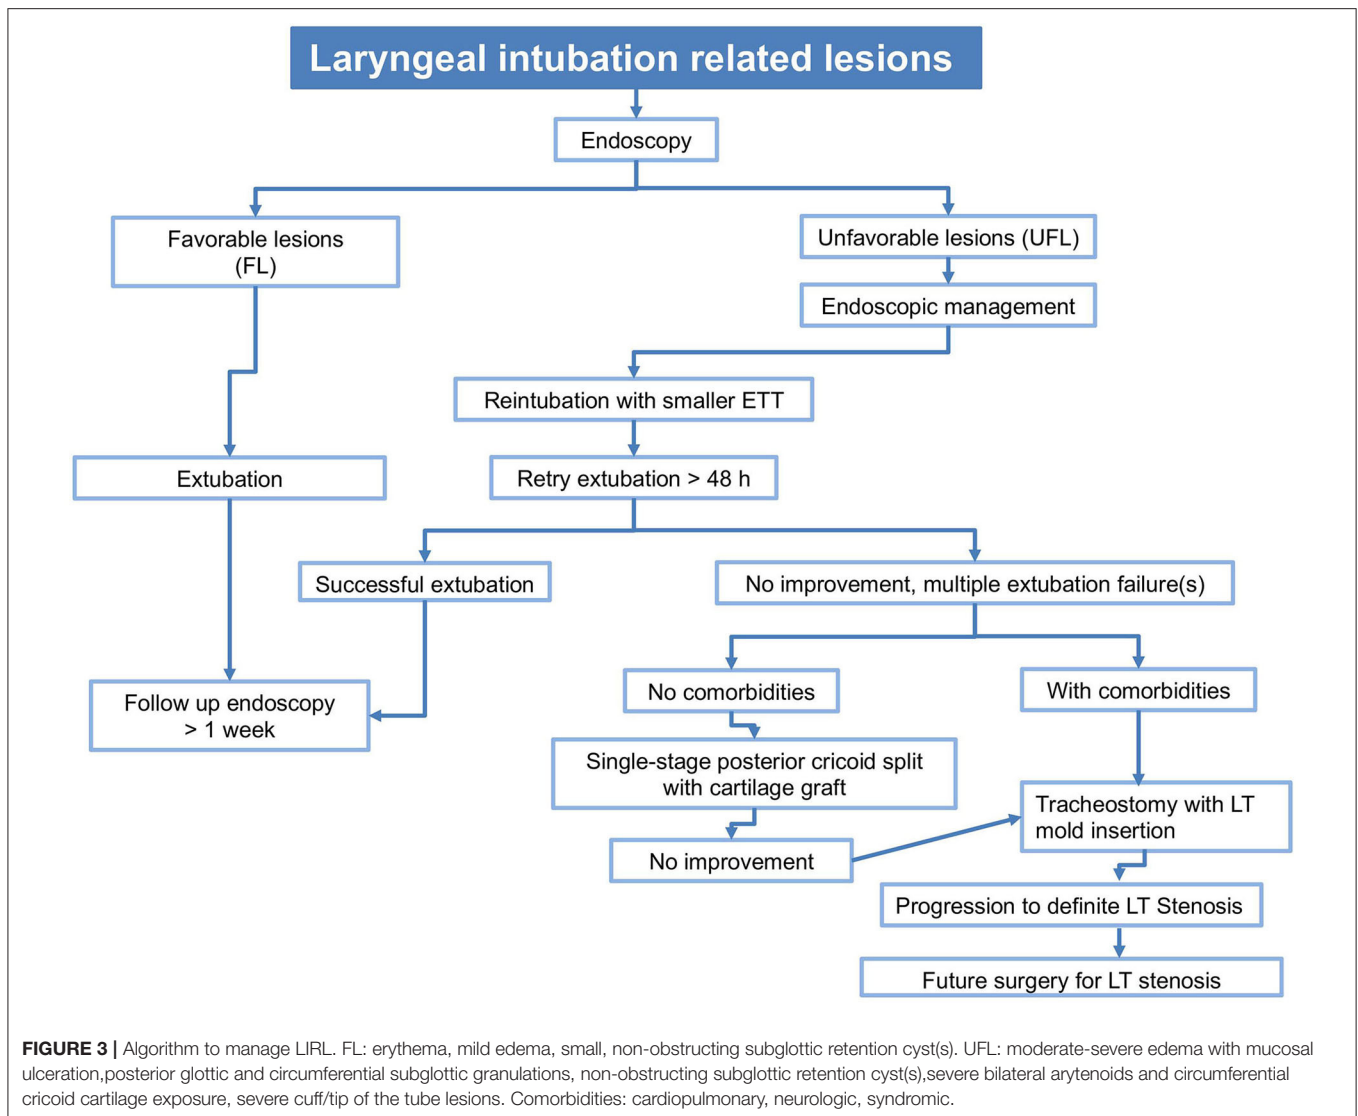 Laryngeal intubation related lesions
Endoscopy
Favorable lesions
(FL)
Unfavorable lesions (UFL)
Endoscopic management
Reintubation with smaller ETT
Extubation
Retry extubation > 48 h
Successful extubation
No improvement, multiple extubation failure(s)
Follow up endoscopy
> 1 week
No comorbidities
With comorbidities
Single-stage posterior cricoid split
with cartilage graft
Tracheostomy with LT
mold insertion
No improvement
Progression to definite LT Stenosis
Future surgery for LT stenosis
FIGURE 3 | Algorithm to manage LIRL. FL: erythema, mild edema, small, non-obstructing subglottic retention cyst(s). UFL: moderate-severe edema with mucosal
ulceration,posterior glottic and circumferential subglottic granulations, non-obstructing subglottic retention cyst(s),severe bilateral arytenoids and circumferential
cricoid cartilage exposure, severe cuff/tip of the tube lesions. Comorbidities: cardiopulmonary, neurologic, syndromic.